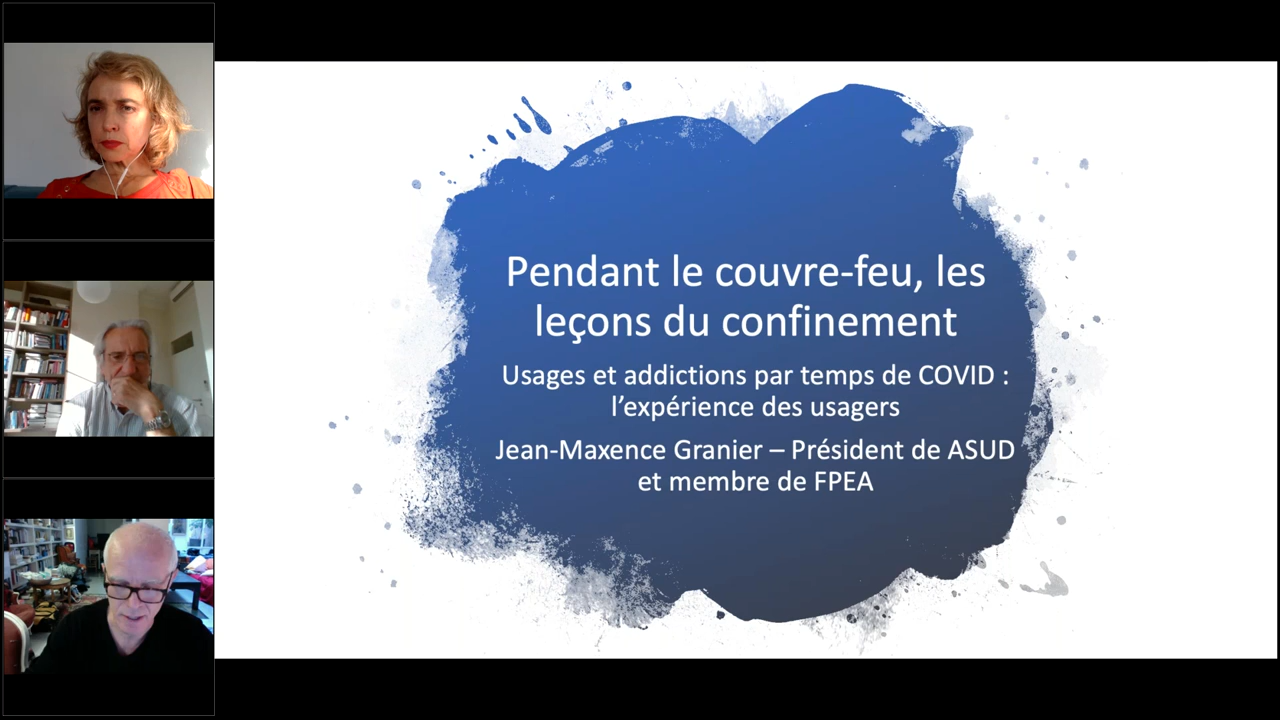 Pendant le couvre-feu, les
leçons du confinement
Usages et addictions par temps de COVID :
l’expérience des usagers
Jean-Maxence Granier – Président de ASUD
et membre de FPEA